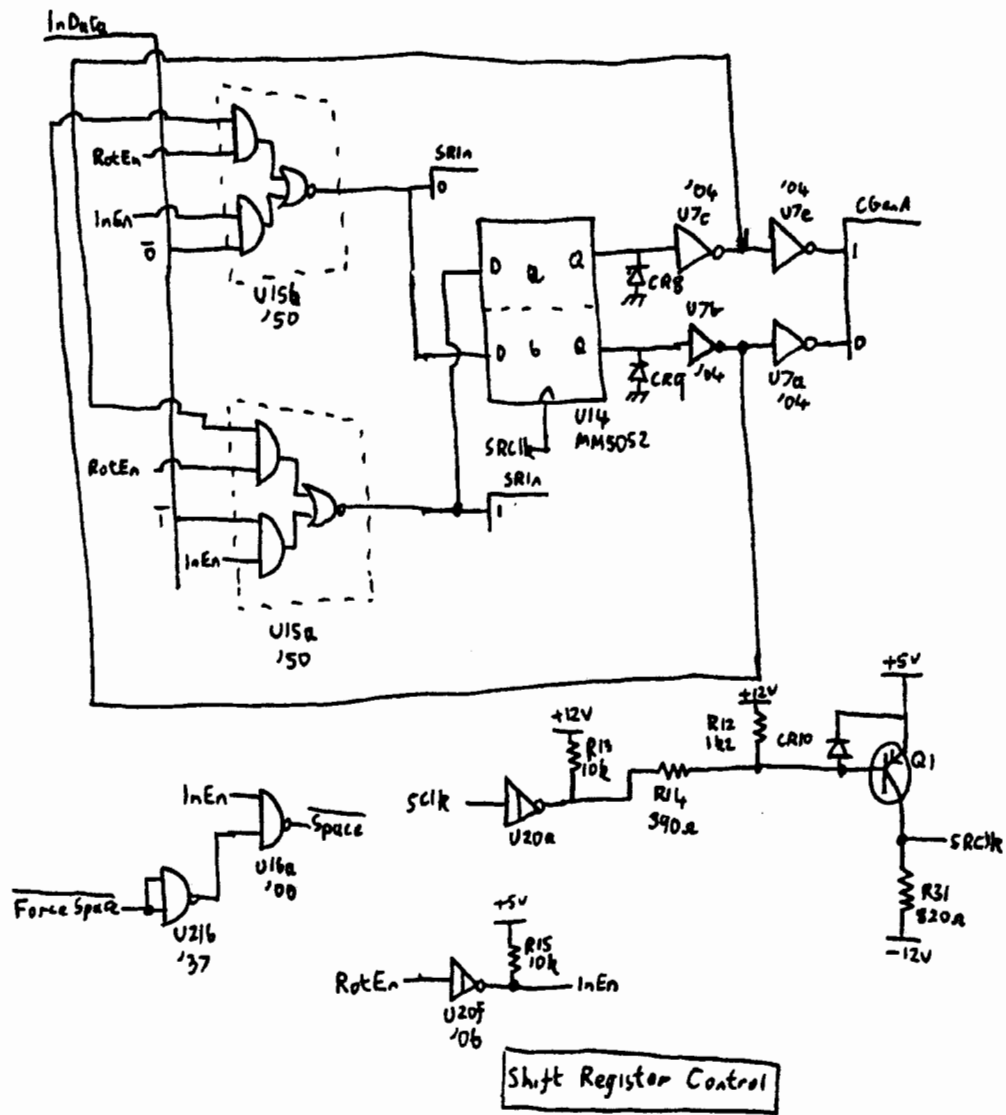 InData
RotEn
InEn
0
U15b
'50
SRIn
0
D a Q
D b Q
SRClk
U14
MM5052
'04
U7c
'04
U7e
CGenA
1
0
CR8
U7b
'04
CR9
U7a
'04
RotEn
1
InEn
U15a
'50
SRIn
1
+12V
R13
10k
SClk
U20a
R14
390Ω
+12V
R12
1k2
CR10
+5V
Q1
SRClk
R31
820Ω
-12V
InEn
Space
U16a
'00
Force Space
U21b
'37
+5V
R15
10k
RotEn
InEn
U20f
'06
Shift Register Control